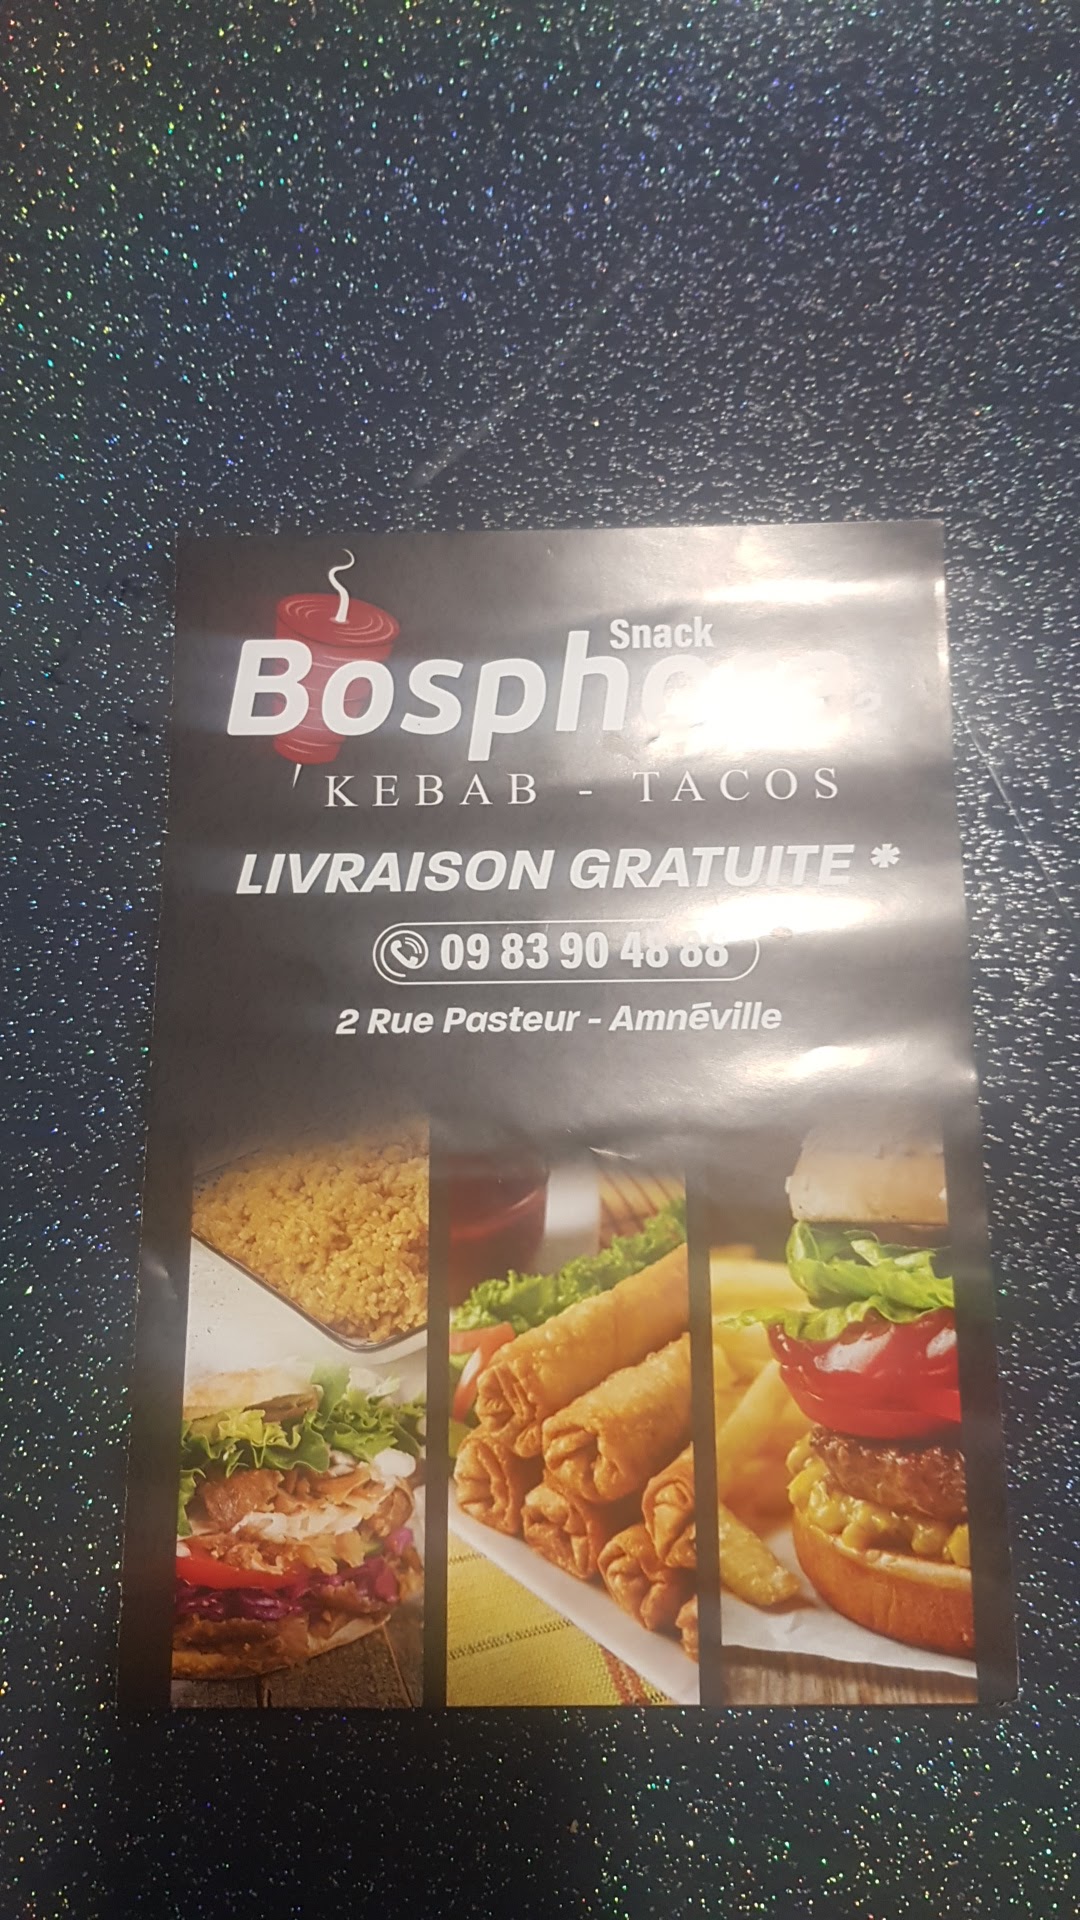 Snack
KEBAB - TACOS
LIVRAISON GRATUITE *
09 83 90 48 88
2 Rue Pasteur - Amnéville